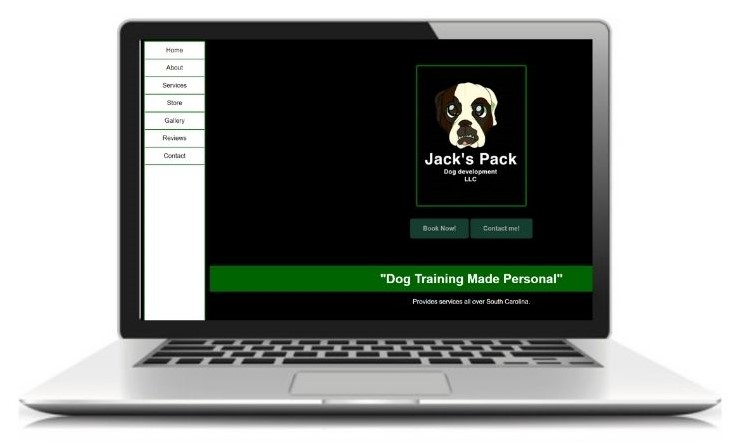 Home
About
Services
Store
Gallery
Reviews
Contact
Jack's Pack
Dog development
LLC
Book Now!
Contact me!
"Dog Training Made Personal"
Provides services all over South Carolina.